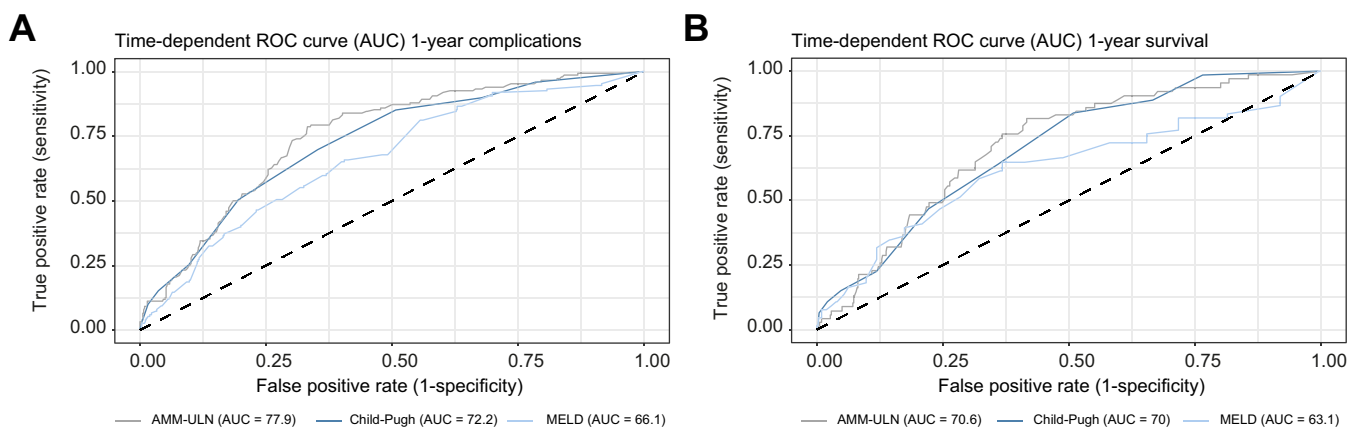 A
Time-dependent ROC curve (AUC) 1-year complications
True positive rate (sensitivity)
1.00
0.75
0.50
0.25
0.00
0.00 0.25 0.50 0.75 1.00
False positive rate (1-specificity)
AMM-ULN (AUC = 77.9) Child-Pugh (AUC = 72.2) MELD (AUC = 66.1)
B
Time-dependent ROC curve (AUC) 1-year survival
True positive rate (sensitivity)
1.00
0.75
0.50
0.25
0.00
0.00 0.25 0.50 0.75 1.00
False positive rate (1-specificity)
AMM-ULN (AUC = 70.6) Child-Pugh (AUC = 70) MELD (AUC = 63.1)